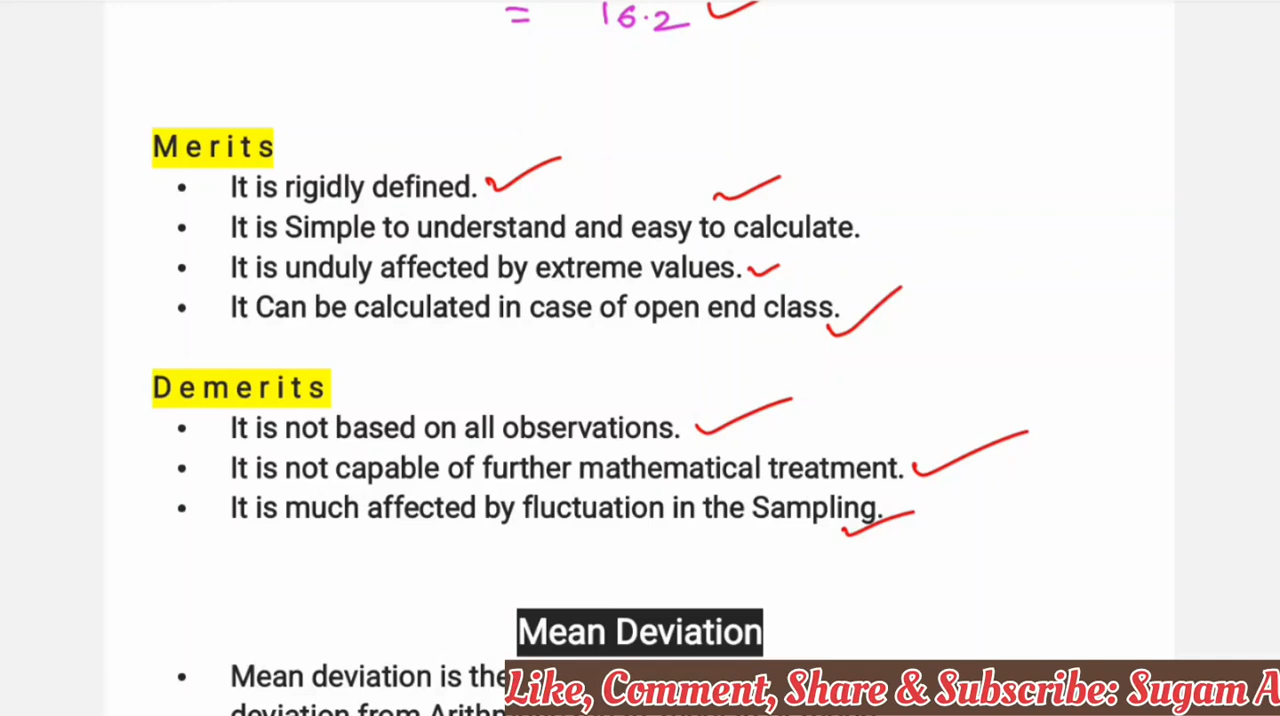 = 16.2
Merits
• It is rigidly defined.
• It is Simple to understand and easy to calculate.
• It is unduly affected by extreme values.
• It Can be calculated in case of open end class.
Demerits
• It is not based on all observations.
• It is not capable of further mathematical treatment.
• It is much affected by fluctuation in the Sampling.
Mean Deviation
• Mean deviation is the
Like, Comment, Share & Subscribe: Sugam A
deviation from Arithm